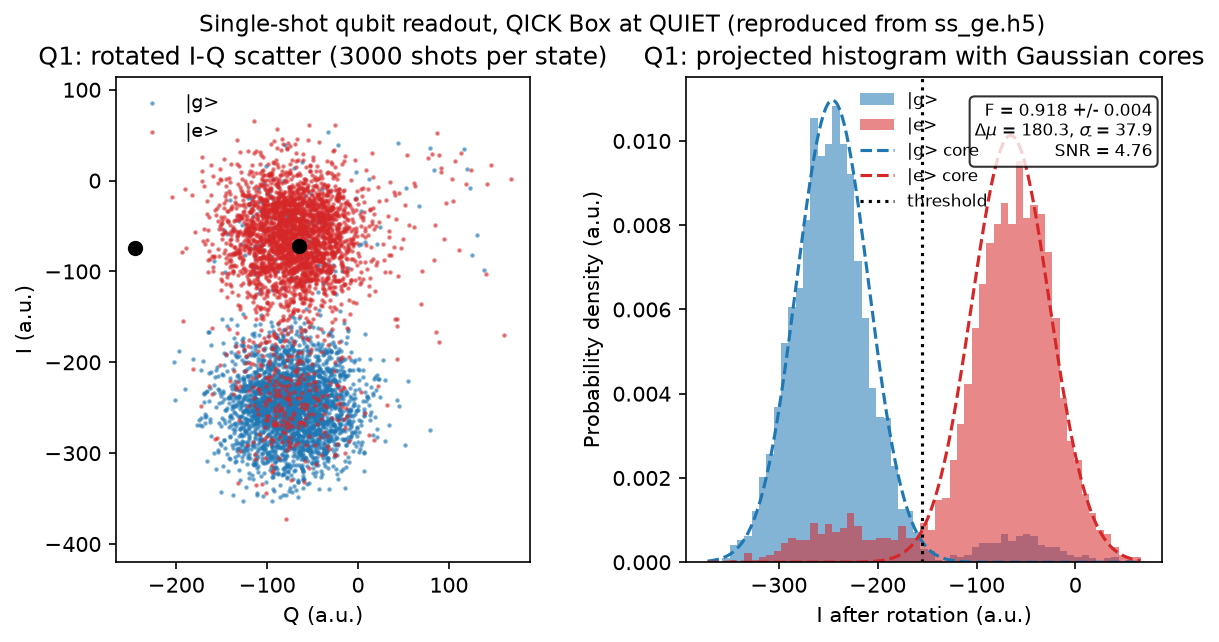 Single-shot qubit readout, QICK Box at QUIET (reproduced from ss_ge.h5)
Q1: rotated I-Q scatter (3000 shots per state)
100
0
−100
−200
−300
−400
I (a.u.)
−200
−100
0
100
Q (a.u.)
|g>
|e>
Q1: projected histogram with Gaussian cores
0.010
0.008
0.006
0.004
0.002
0.000
Probability density (a.u.)
−300
−200
−100
0
I after rotation (a.u.)
|g>
|e>
|g> core
|e> core
threshold
F = 0.918 +/- 0.004
Δμ = 180.3, σ = 37.9
SNR = 4.76